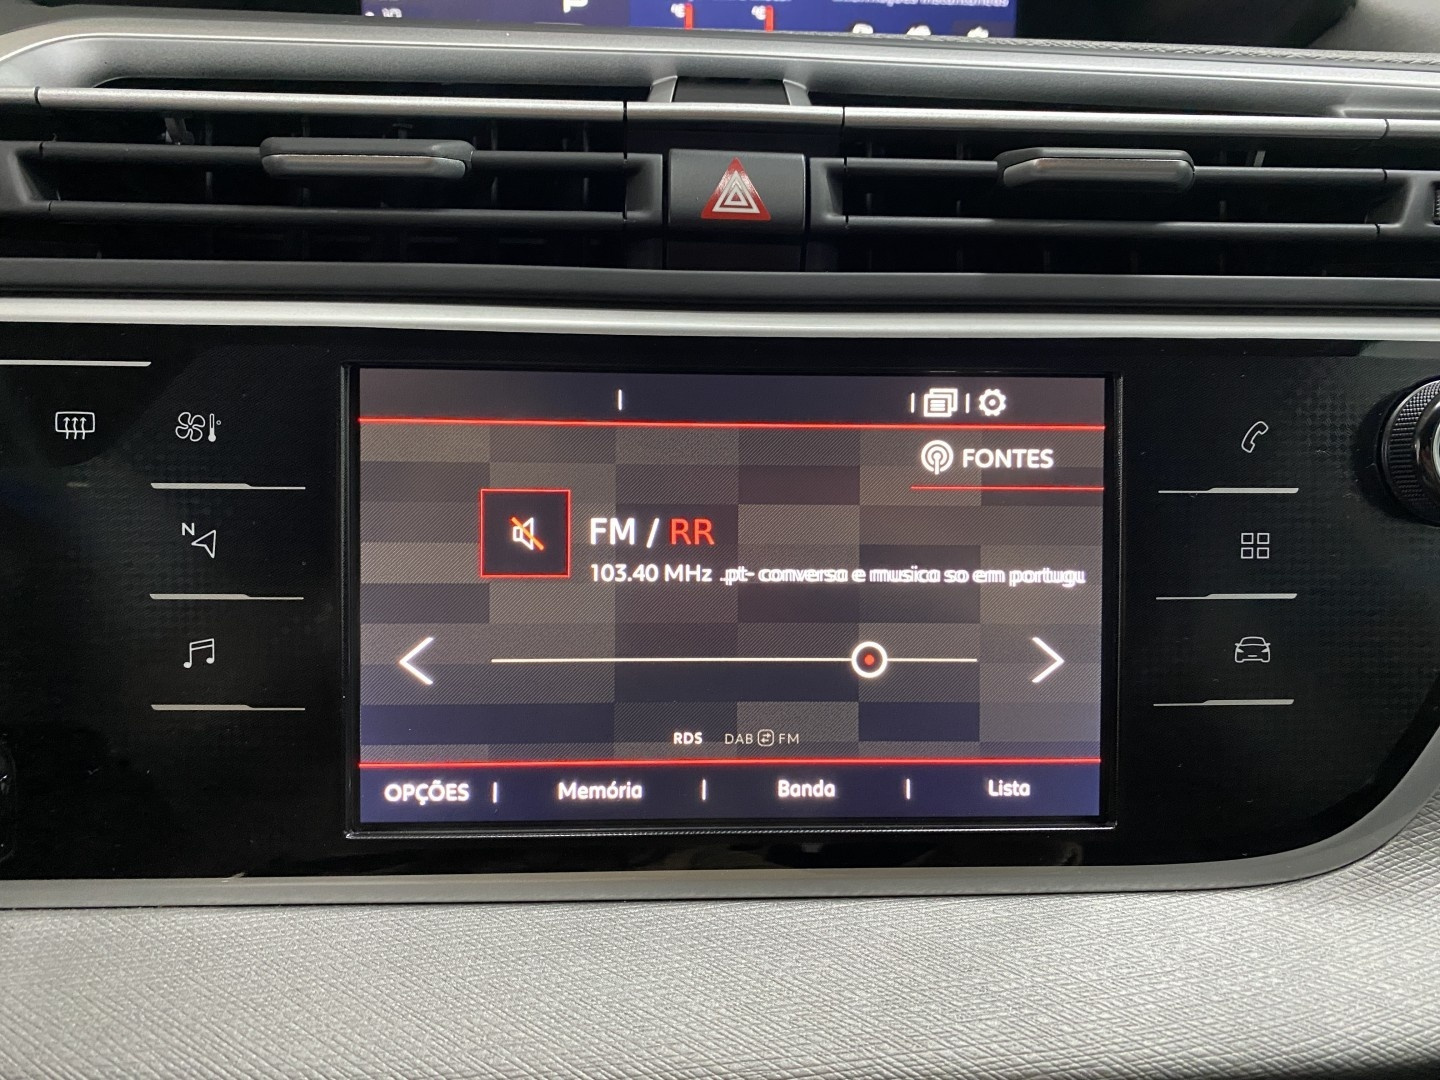 P
FONTES
FM / RR
103.40 MHz .pt- conversa e musica so em portugu
RDS DAB FM
OPÇÕES | Memória | Banda | Lista
N